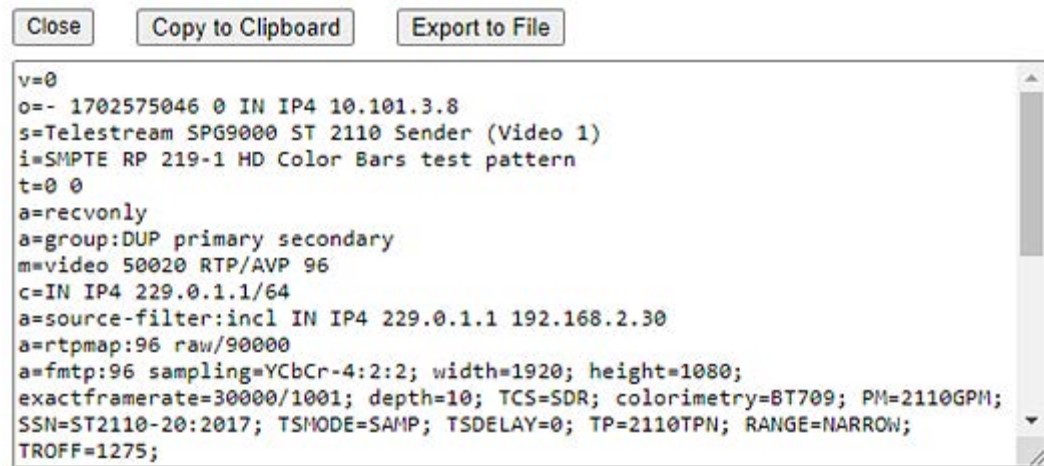 Close Copy to Clipboard Export to File
v=0
o=- 1702575046 0 IN IP4 10.101.3.8
s=Telestream SPG9000 ST 2110 Sender (Video 1)
i=SMPTE RP 219-1 HD Color Bars test pattern
t=0 0
a=recvonly
a=group:DUP primary secondary
m=video 50020 RTP/AVP 96
c=IN IP4 229.0.1.1/64
a=source-filter:incl IN IP4 229.0.1.1 192.168.2.30
a=rtpmap:96 raw/90000
a=fmtp:96 sampling=YCbCr-4:2:2; width=1920; height=1080;
exactframerate=30000/1001; depth=10; TCS=SDR; colorimetry=BT709; PM=2110GPM;
SSN=ST2110-20:2017; TSMODE=SAMP; TSDELAY=0; TP=2110TPN; RANGE=NARROW;
TROFF=1275;